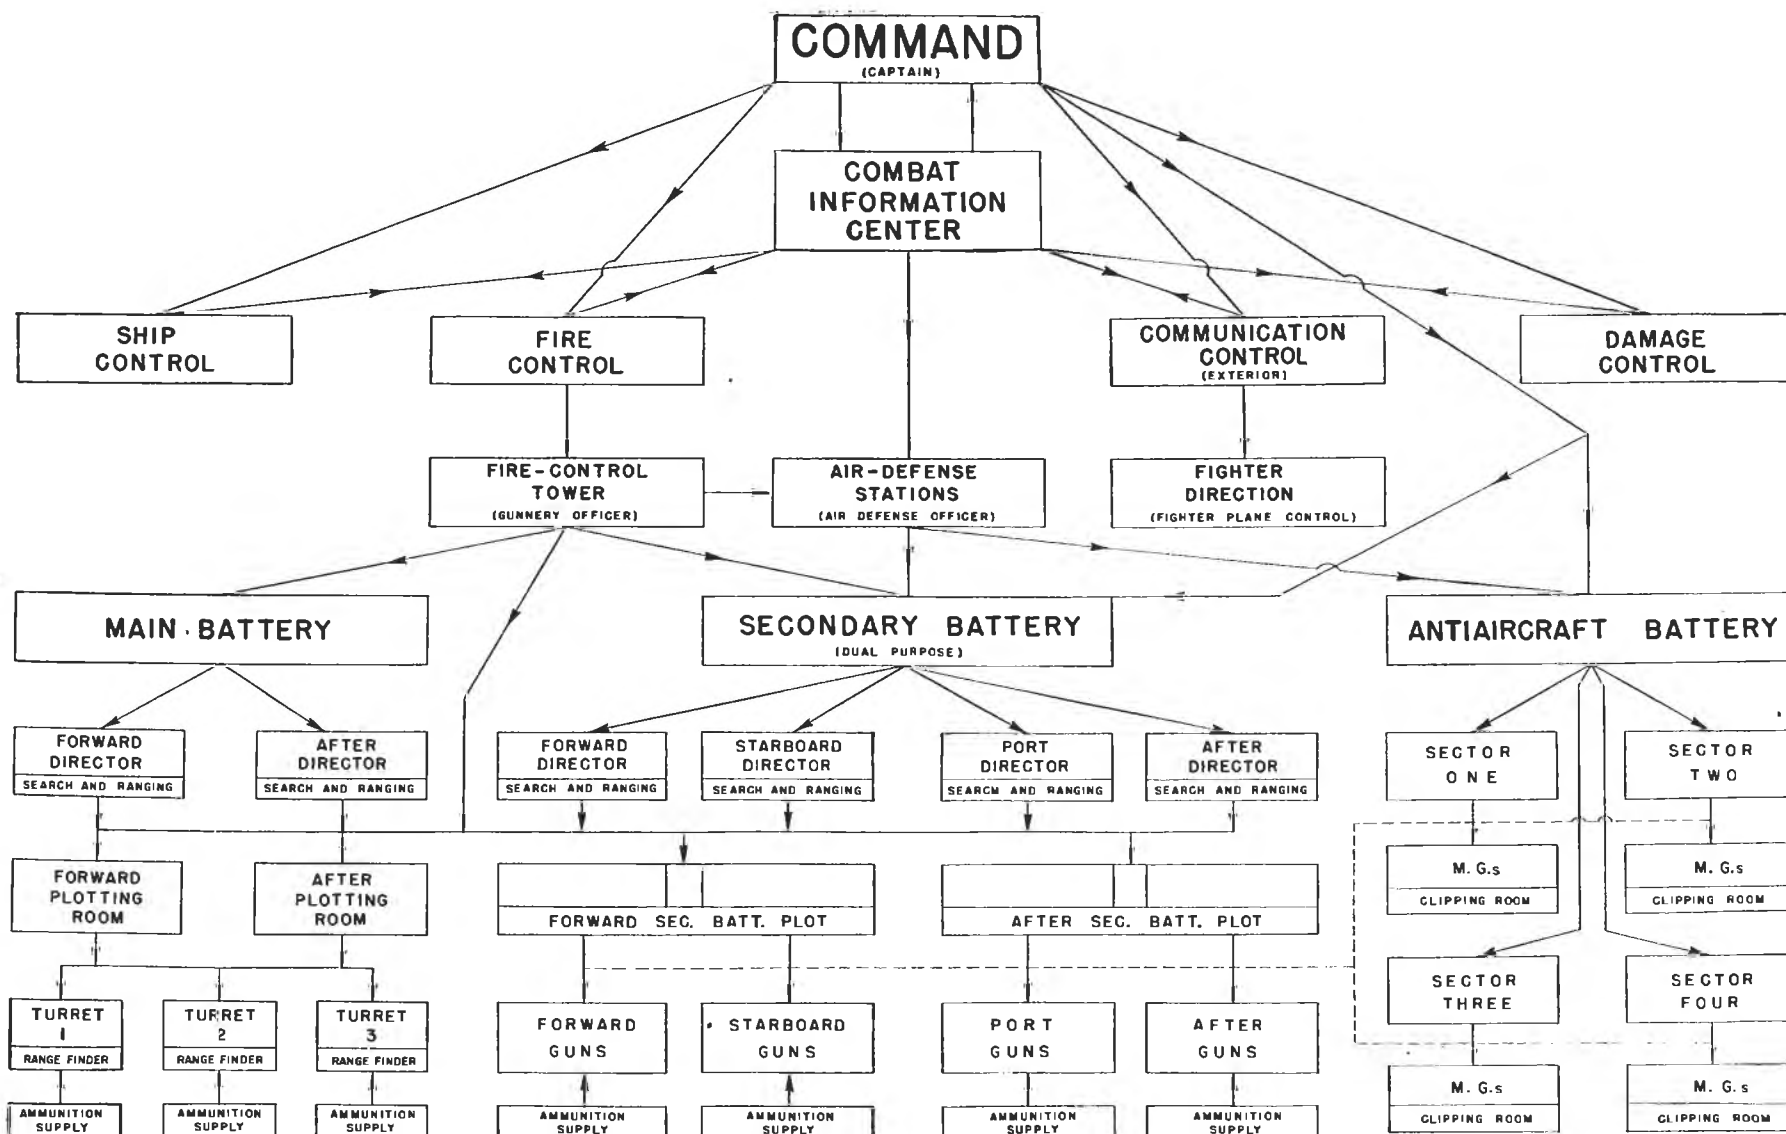 COMMAND
(CAPTAIN)
COMBAT
INFORMATION
CENTER
SHIP
CONTROL
FIRE
CONTROL
COMMUNICATION
CONTROL
(EXTERIOR)
DAMAGE
CONTROL
FIRE-CONTROL
TOWER
(GUNNERY OFFICER)
AIR-DEFENSE
STATIONS
(AIR DEFENSE OFFICER)
FIGHTER
DIRECTION
(FIGHTER PLANE CONTROL)
MAIN BATTERY
SECONDARY BATTERY
(DUAL PURPOSE)
ANTIAIRCRAFT BATTERY
FORWARD
DIRECTOR
SEARCH AND RANGING
AFTER
DIRECTOR
SEARCH AND RANGING
FORWARD
DIRECTOR
SEARCH AND RANGING
STARBOARD
DIRECTOR
SEARCH AND RANGING
PORT
DIRECTOR
SEARCH AND RANGING
AFTER
DIRECTOR
SEARCH AND RANGING
SECTOR
ONE
SECTOR
TWO
FORWARD
PLOTTING
ROOM
AFTER
PLOTTING
ROOM
FORWARD SEC. BATT. PLOT
AFTER SEC. BATT. PLOT
M. G.s
CLIPPING ROOM
M. G.s
CLIPPING ROOM
SECTOR
THREE
SECTOR
FOUR
TURRET
1
RANGE FINDER
TURRET
2
RANGE FINDER
TURRET
3
RANGE FINDER
FORWARD
GUNS
STARBOARD
GUNS
PORT
GUNS
AFTER
GUNS
M. G.s
CLIPPING ROOM
M. G.s
CLIPPING ROOM
AMMUNITION
SUPPLY
AMMUNITION
SUPPLY
AMMUNITION
SUPPLY
AMMUNITION
SUPPLY
AMMUNITION
SUPPLY
AMMUNITION
SUPPLY
AMMUNITION
SUPPLY